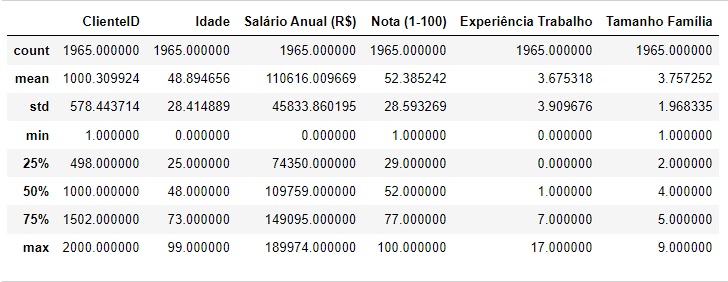 ClienteID Idade Salário Anual (R$) Nota (1-100) Experiência Trabalho Tamanho Família
count 1965.000000 1965.000000 1965.000000 1965.000000 1965.000000 1965.000000
mean 1000.309924 48.894656 110616.009669 52.385242 3.675318 3.757252
std 578.443714 28.414889 45833.860195 28.593269 3.909676 1.968335
min 1.000000 0.000000 0.000000 1.000000 0.000000 1.000000
25% 498.000000 25.000000 74350.000000 29.000000 0.000000 2.000000
50% 1000.000000 48.000000 109759.000000 52.000000 1.000000 4.000000
75% 1502.000000 73.000000 149095.000000 77.000000 7.000000 5.000000
max 2000.000000 99.000000 189974.000000 100.000000 17.000000 9.000000